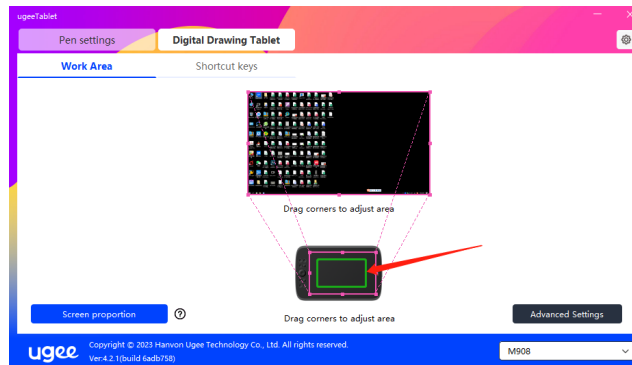 ugeeTablet
Pen settings
Digital Drawing Tablet
Work Area
Shortcut keys
Drag corners to adjust area
Screen proportion
?
Drag corners to adjust area
Advanced Settings
ugee
Copyright © 2023 Hanvon Ugee Technology Co., Ltd. All rights reserved.
Ver:4.2.1(build 6adb758)
M908